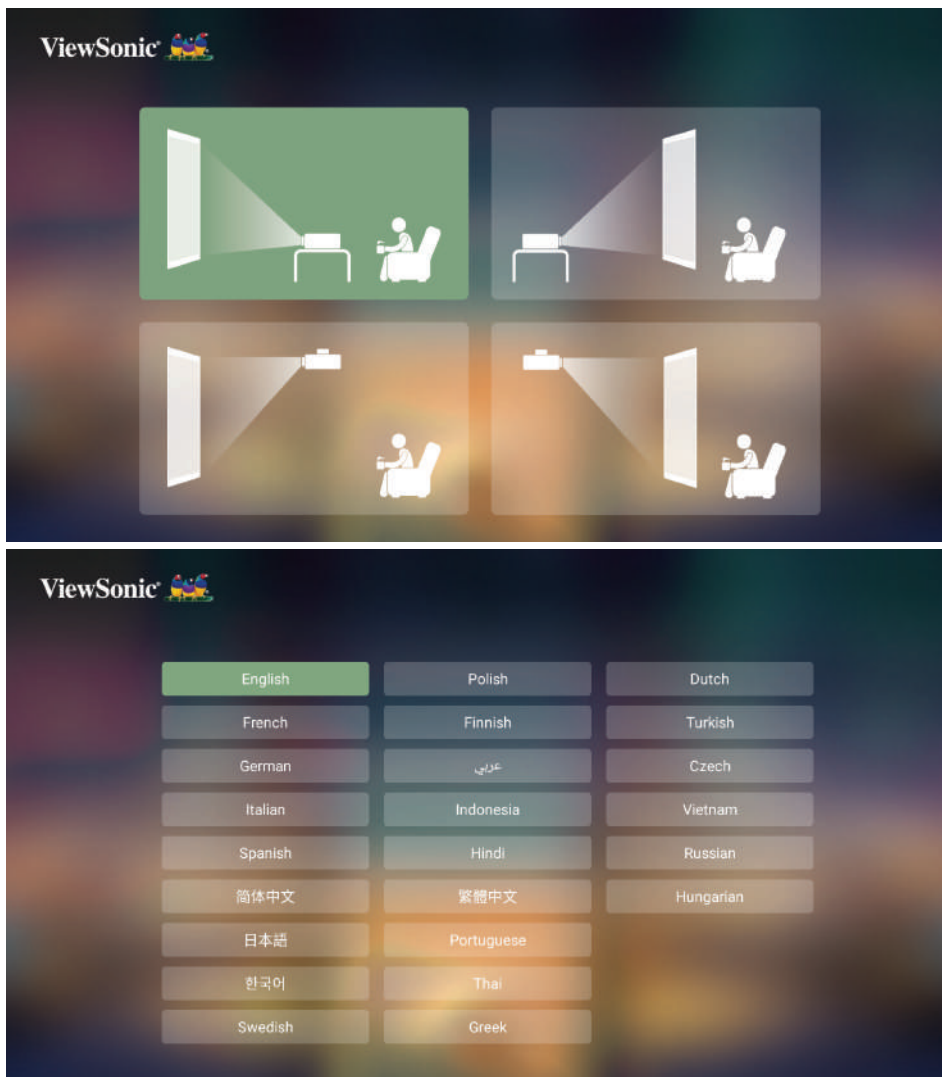 ViewSonic®
ViewSonic®
English
Polish
Dutch
French
Finnish
Turkish
German
عربي
Czech
Italian
Indonesia
Vietnam
Spanish
Hindi
Russian
简体中文
繁體中文
Hungarian
日本語
Portuguese
한국어
Thai
Swedish
Greek